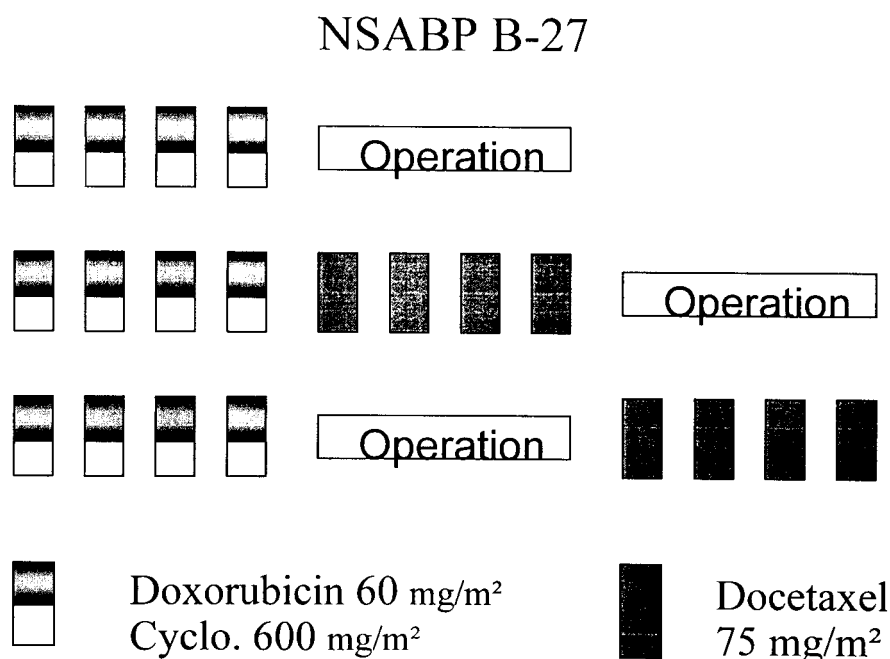 NSABP B-27
Operation
Operation
Operation
Doxorubicin 60 mg/m²
Cyclo. 600 mg/m²
Docetaxel
75 mg/m²